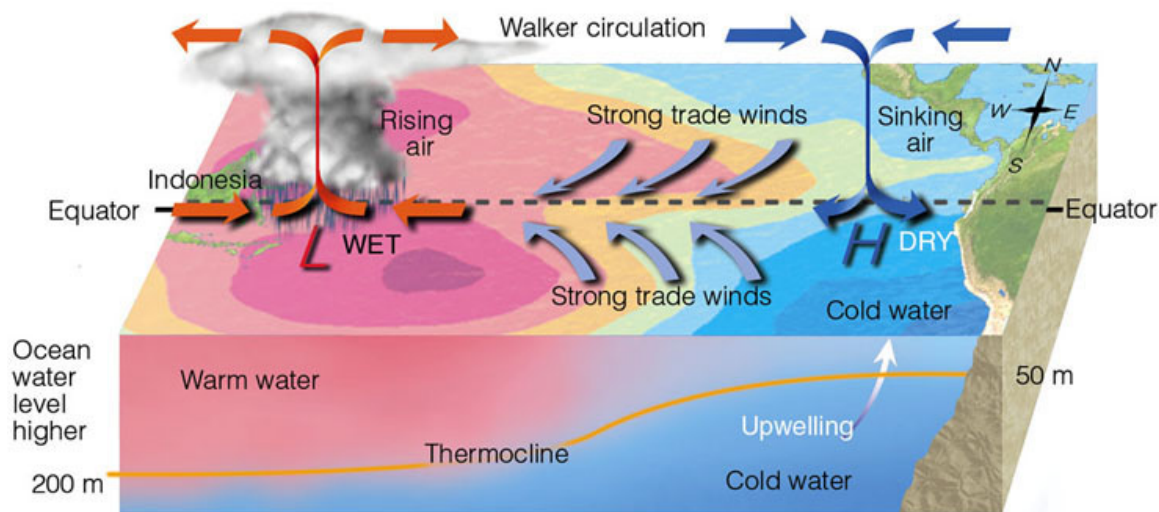 Walker circulation
N
W
E
S
Rising
air
Strong trade winds
Sinking
air
Indonesia
Equator
Equator
L
WET
H
DRY
Strong trade winds
Cold water
Ocean
water
level
higher
Warm water
50 m
Thermocline
Upwelling
200 m
Cold water